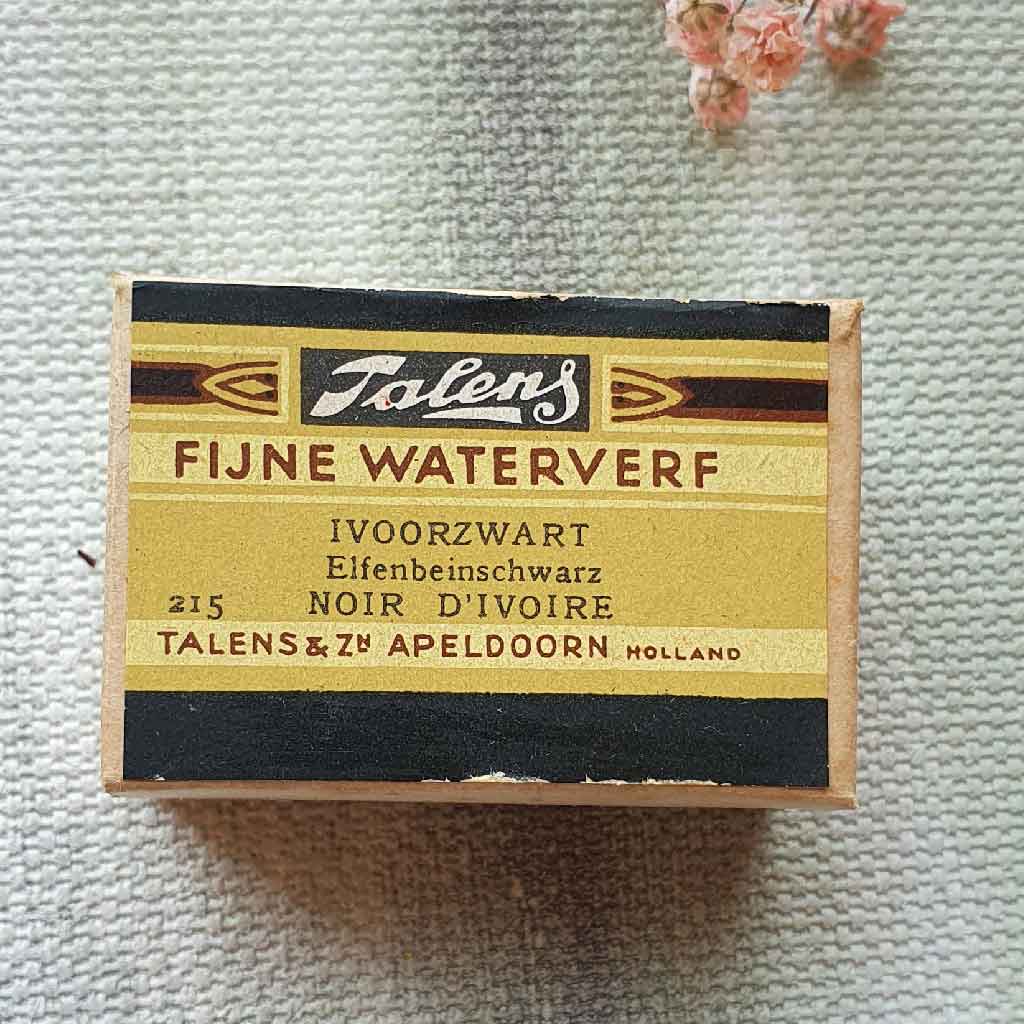 Talens
FIJNE WATERVERF
IVOORZWART
Elfenbeinschwarz
215 NOIR D'IVOIRE
TALENS & ZN APELDOORN HOLLAND